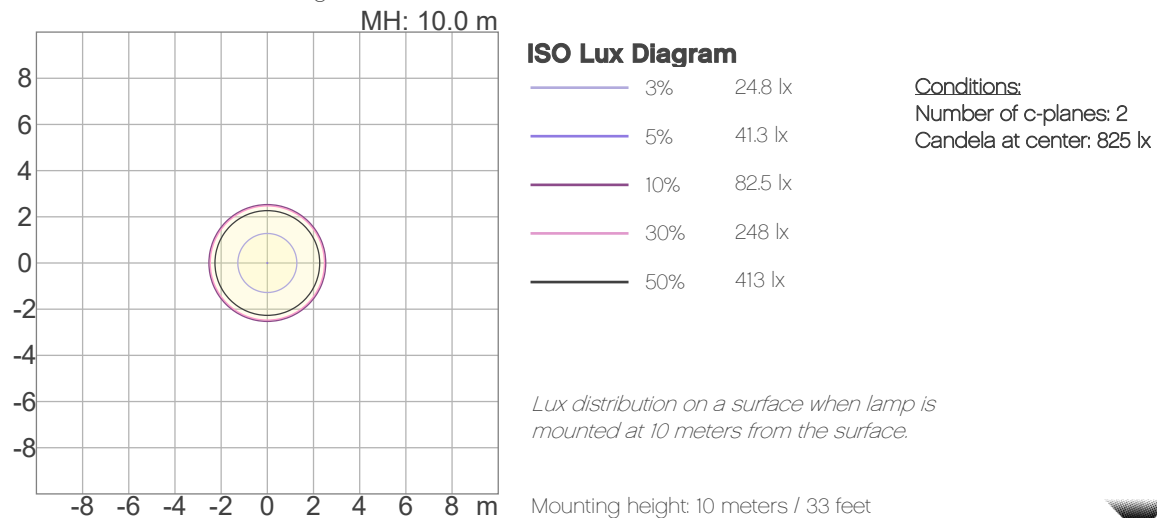 MH: 10.0 m
8
6
4
2
0
-2
-4
-6
-8
-8 -6 -4 -2 0 2 4 6 8 m
ISO Lux Diagram
3% 24.8 lx
5% 41.3 lx
10% 82.5 lx
30% 248 lx
50% 413 lx
Conditions:
Number of c-planes: 2
Candela at center: 825 lx
Lux distribution on a surface when lamp is
mounted at 10 meters from the surface.
Mounting height: 10 meters / 33 feet